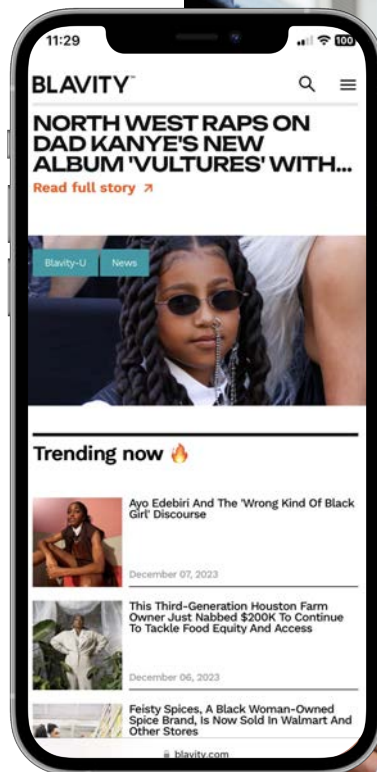 11:29
100
BLAVITY™
NORTH WEST RAPS ON
DAD KANYE'S NEW
ALBUM 'VULTURES' WITH...
Read full story
Blavity-U
News
Trending now
Ayo Edebiri And The 'Wrong Kind Of Black
Girl' Discourse
December 07, 2023
This Third-Generation Houston Farm
Owner Just Nabbed $200K To Continue
To Tackle Food Equity And Access
December 06, 2023
Feisty Spices, A Black Woman-Owned
Spice Brand, Is Now Sold In Walmart And
Other Stores
blavity.com